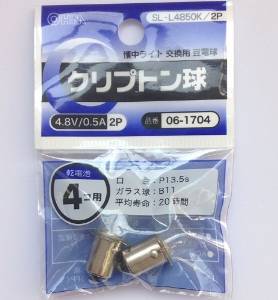 OHM
SL-L4850K/2P
懐中ライト 交換用 豆電球
クリプトン球
4.8V/0.5A 2P
品番 06-1704
乾電池
4コ用
口金:P13.5s
ガラス球:B11
平均寿命:20時間